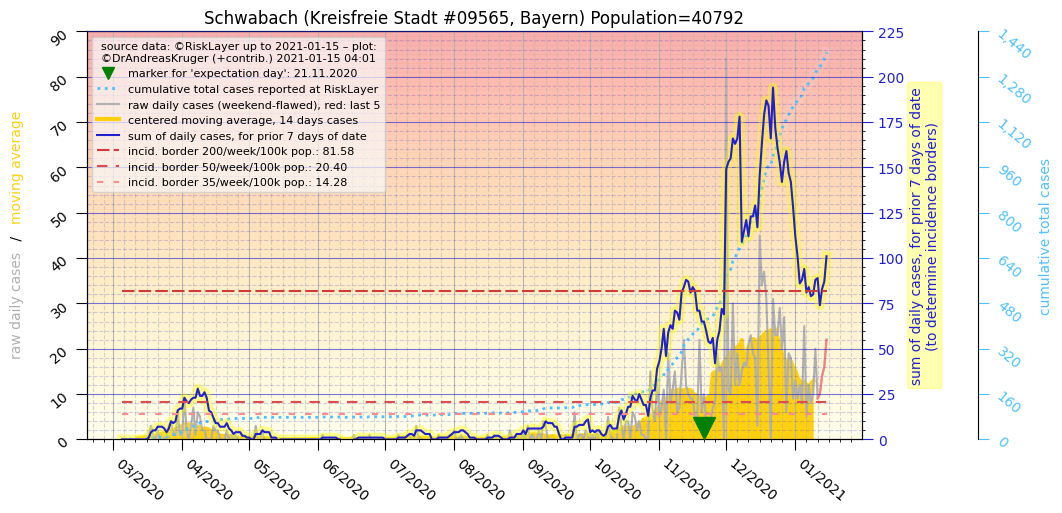 Schwabach (Kreisfreie Stadt #09565, Bayern) Population=40792
source data: ©RiskLayer up to 2021-01-15 – plot:
©DrAndreasKruger (+contrib.) 2021-01-15 04:01
marker for 'expectation day': 21.11.2020
cumulative total cases reported at RiskLayer
raw daily cases (weekend-flawed), red: last 5
centered moving average, 14 days cases
sum of daily cases, for prior 7 days of date
incid. border 200/week/100k pop.: 81.58
incid. border 50/week/100k pop.: 20.40
incid. border 35/week/100k pop.: 14.28
raw daily cases / moving average
90
80
70
60
50
40
30
20
10
0
03/2020
04/2020
05/2020
06/2020
07/2020
08/2020
09/2020
10/2020
11/2020
12/2020
01/2021
225
200
175
150
125
100
75
50
25
0
sum of daily cases, for prior 7 days of date
(to determine incidence borders)
1,440
1,280
1,120
960
800
640
480
320
160
0
cumulative total cases